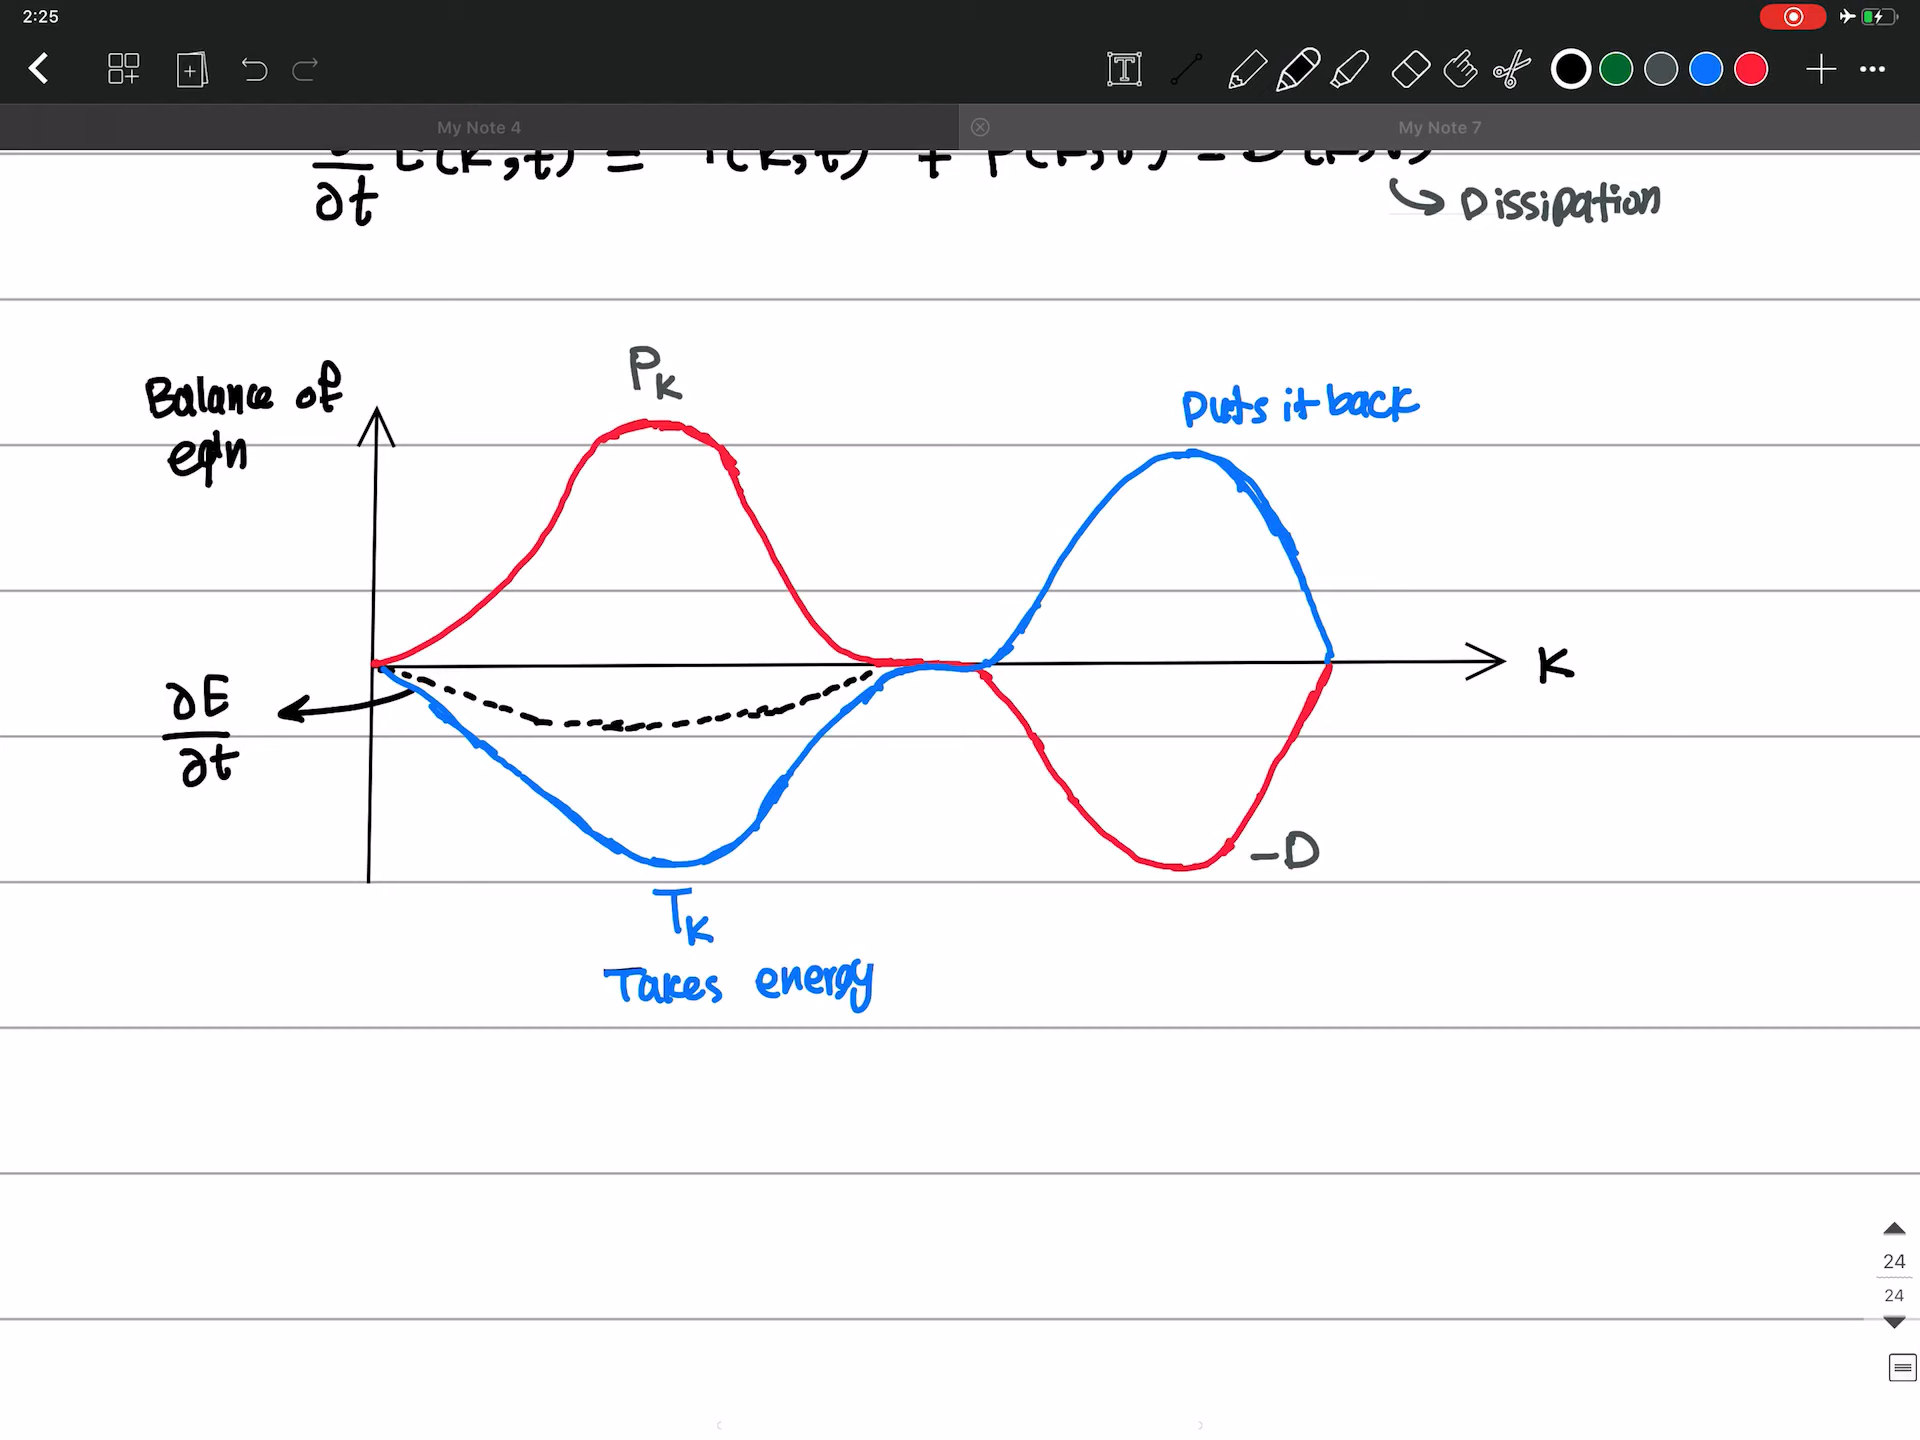 2:25
T
My Note 4
My Note 7
∂t
Dissipation
Balance of
eqn
PK
Puts it back
K
∂E
∂t
-D
TK
Takes energy
24
24